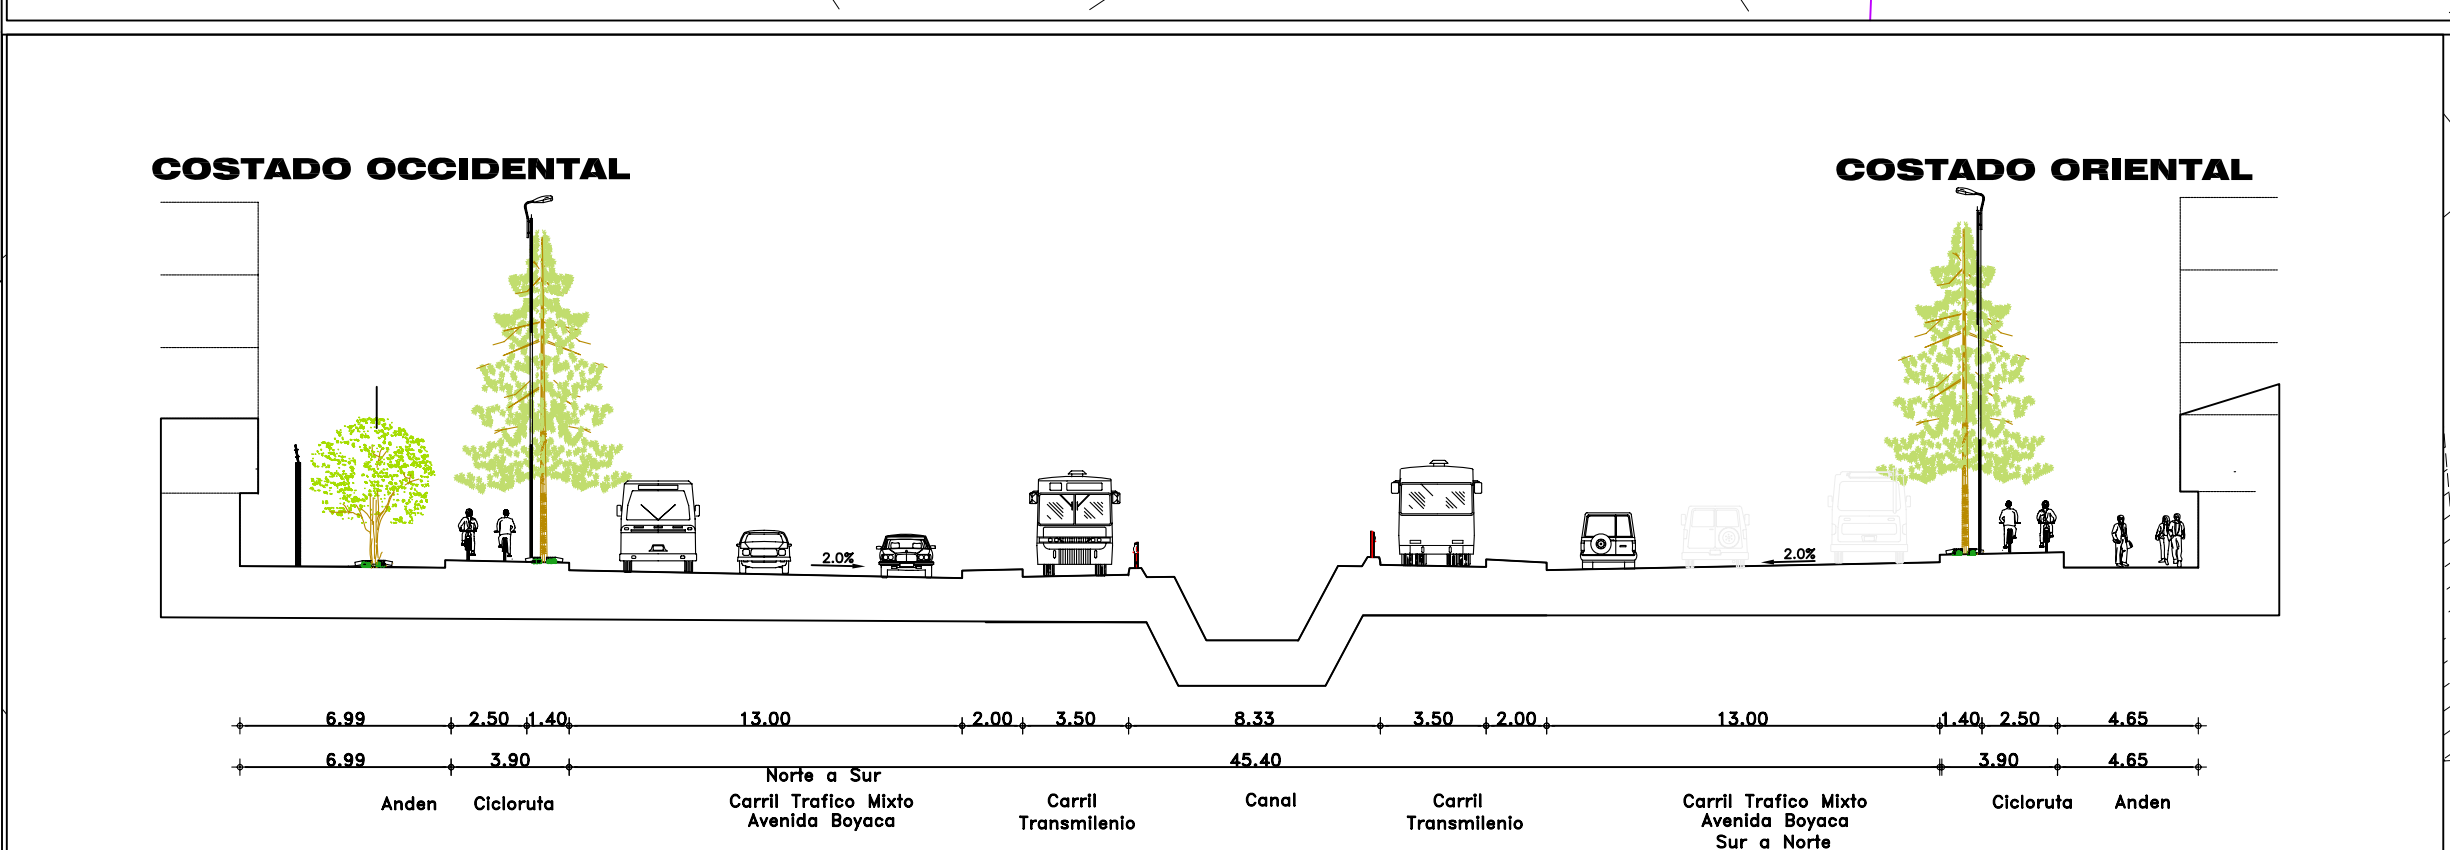 COSTADO OCCIDENTAL
COSTADO ORIENTAL
2.0%
2.0%
6.99 2.50 1.40 13.00 2.00 3.50 8.33 3.50 2.00 13.00 1.40 2.50 4.65
6.99 3.90 45.40 3.90 4.65
Anden
Cicloruta
Norte a Sur
Carril Trafico Mixto
Avenida Boyaca
Carril
Transmilenio
Canal
Carril
Transmilenio
Carril Trafico Mixto
Avenida Boyaca
Sur a Norte
Cicloruta
Anden